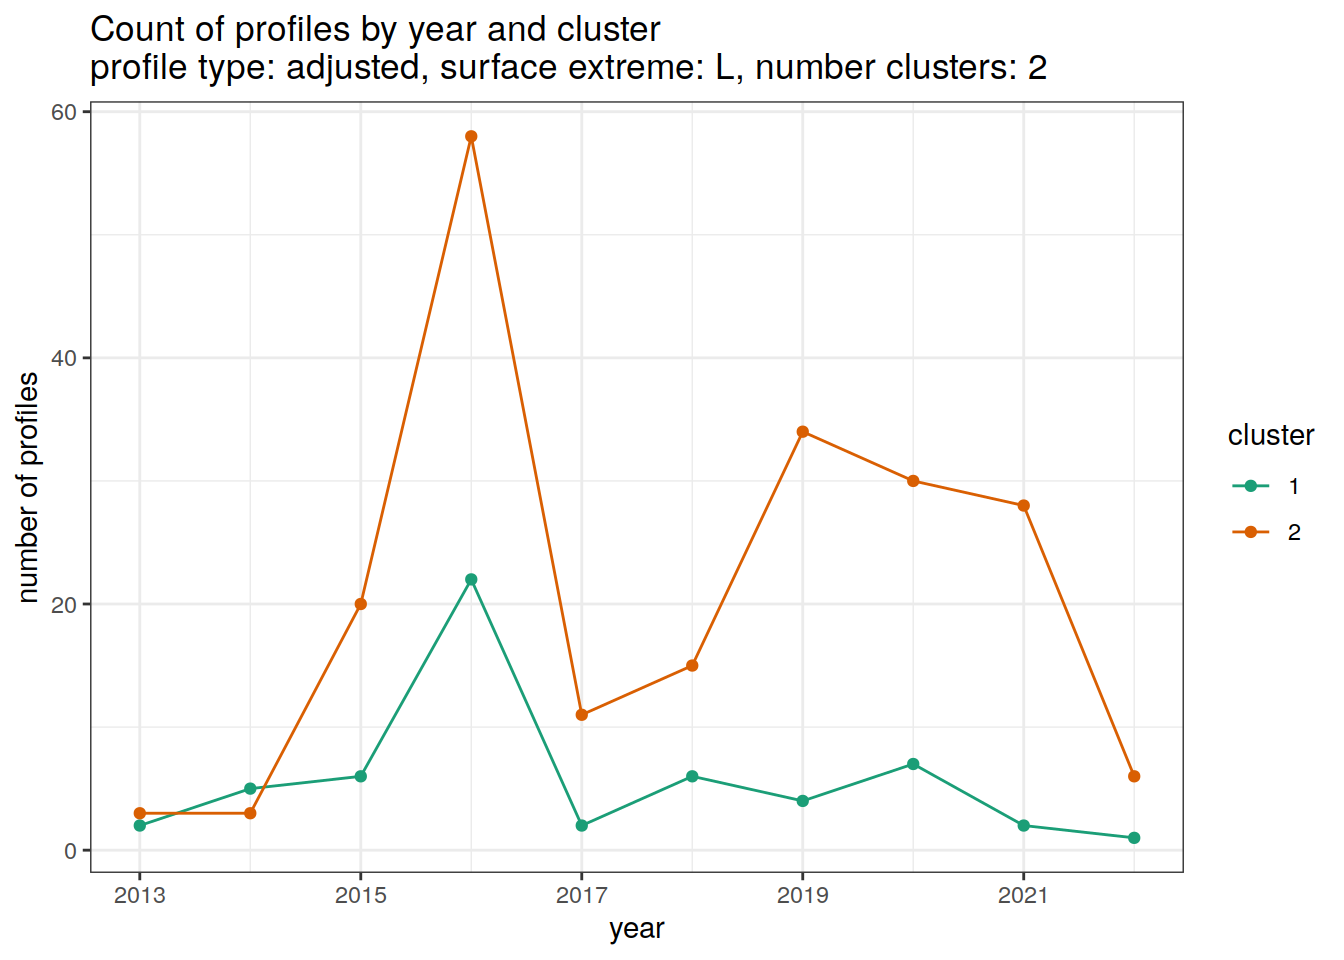 Count of profiles by year and cluster
profile type: adjusted, surface extreme: L, number clusters: 2
60
40
20
0
number of profiles
2013 2015 2017 2019 2021
year
cluster
1
2